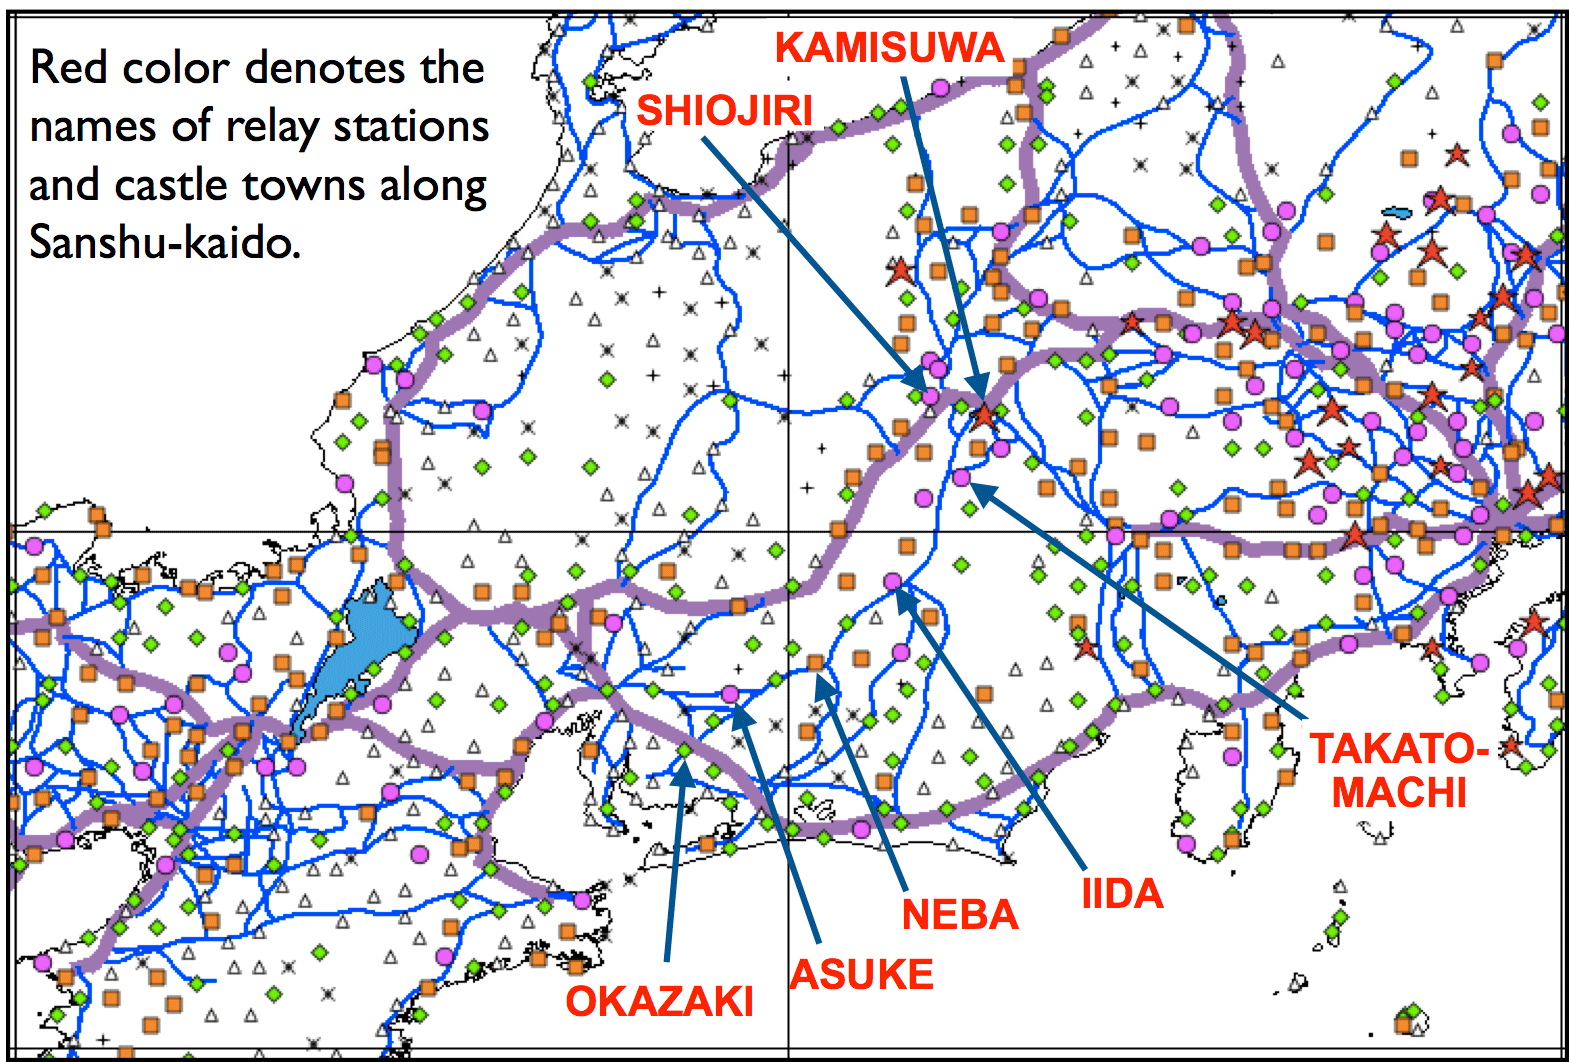 Red color denotes the
names of relay stations
and castle towns along
Sanshu-kaido.
KAMISUWA
SHIOJIRI
TAKATO-
MACHI
IIDA
NEBA
ASUKE
OKAZAKI